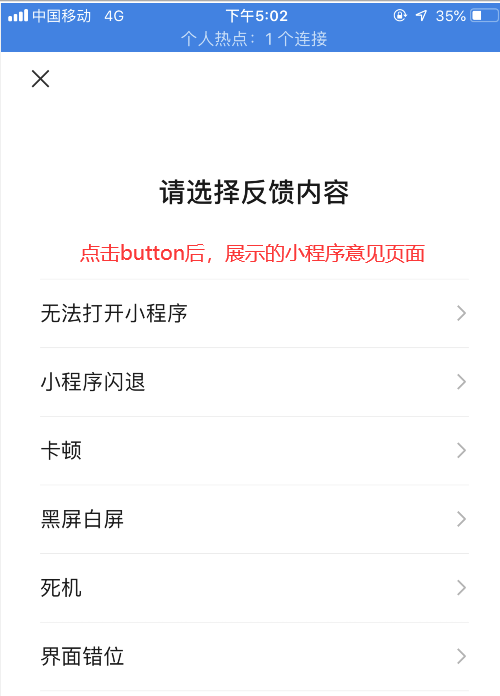 中国移动 4G 下午5:02 35%
个人热点：1 个连接
请选择反馈内容
点击button后，展示的小程序意见页面
无法打开小程序
小程序闪退
卡顿
黑屏白屏
死机
界面错位